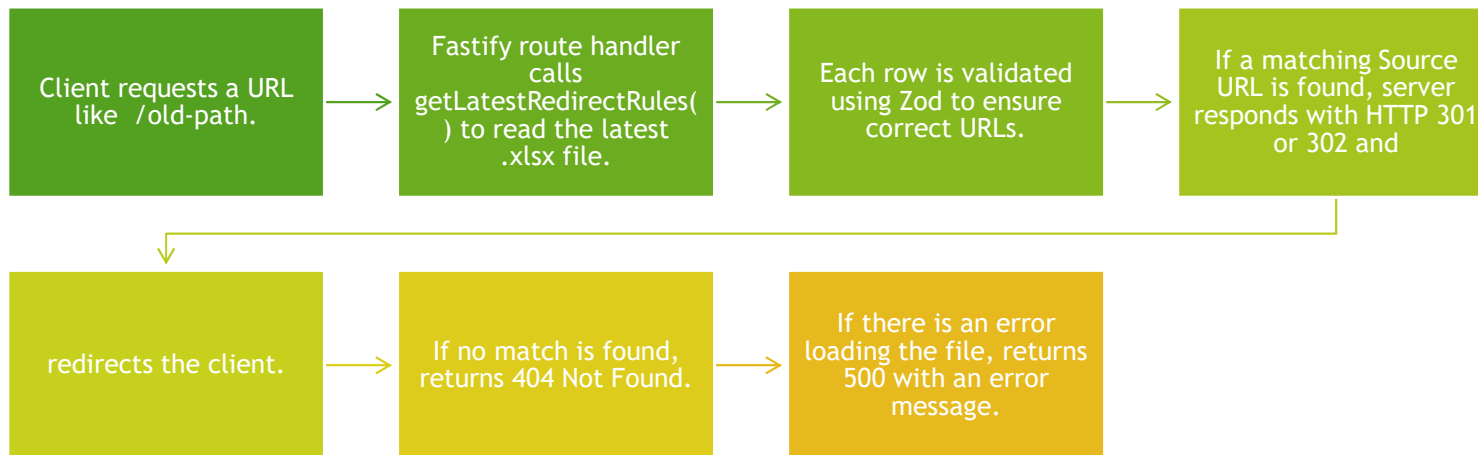 Client requests a URL
like /old-path.
Fastify route handler
calls
getLatestRedirectRules(
) to read the latest
.xlsx file.
Each row is validated
using Zod to ensure
correct URLs.
If a matching Source
URL is found, server
responds with HTTP 301
or 302 and
redirects the client.
If no match is found,
returns 404 Not Found.
If there is an error
loading the file, returns
500 with an error
message.